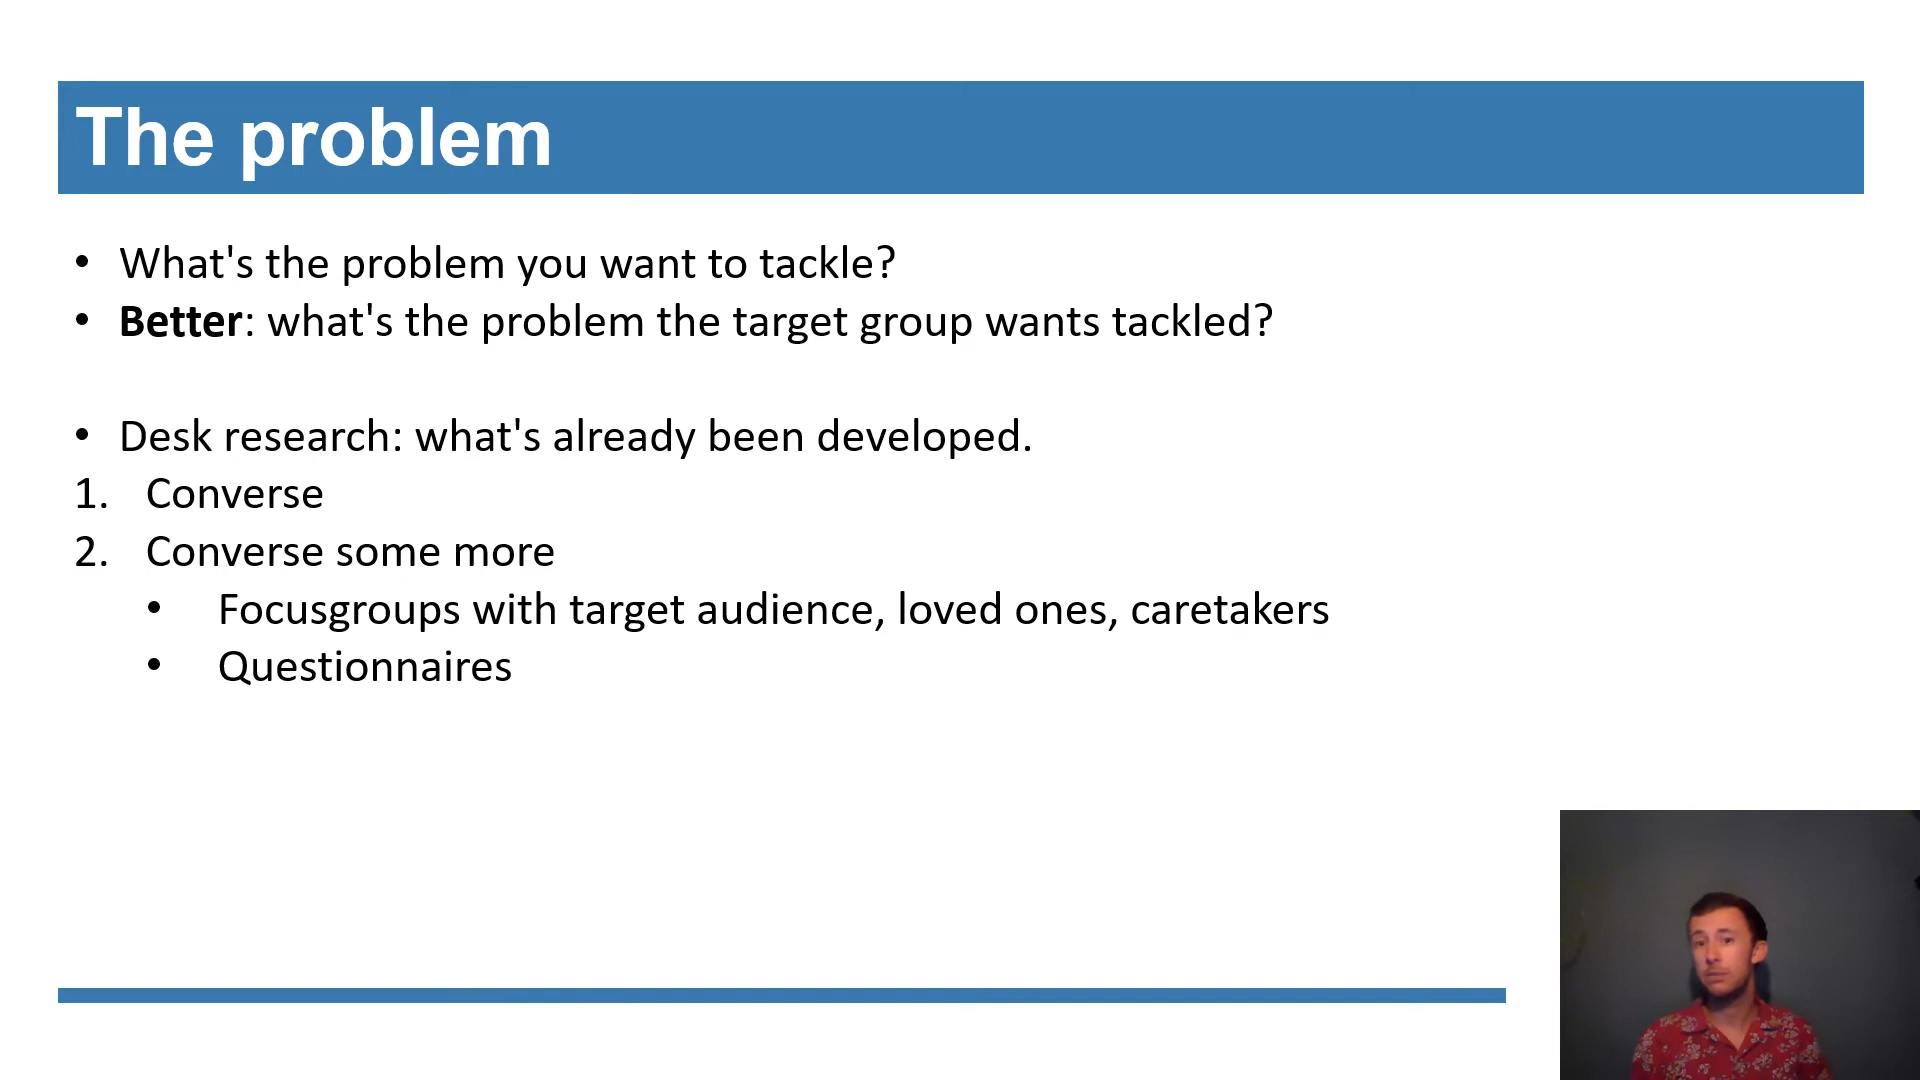 The problem
• What's the problem you want to tackle?
• Better: what's the problem the target group wants tackled?
• Desk research: what's already been developed.
1. Converse
2. Converse some more
• Focusgroups with target audience, loved ones, caretakers
• Questionnaires